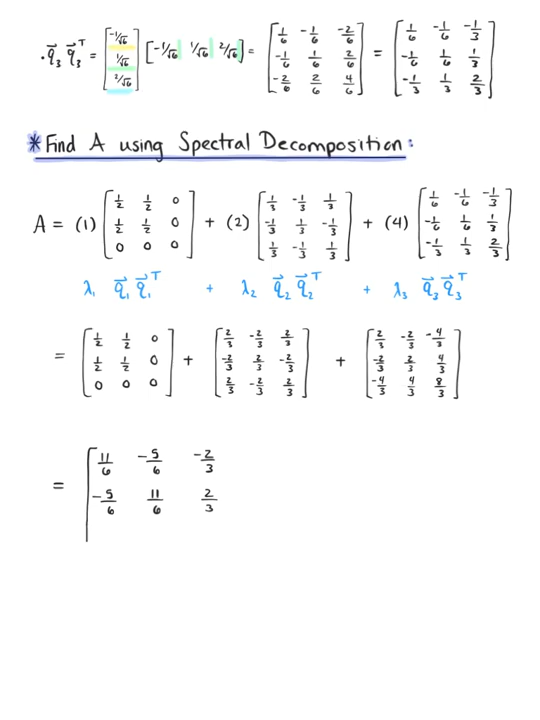 · q⃗₃ q⃗₃ᵀ = [-1/√6; 1/√6; 2/√6] [-1/√6 1/√6 2/√6] = [1/6 -1/6 -2/6; -1/6 1/6 2/6; -2/6 2/6 4/6] = [1/6 -1/6 -1/3; -1/6 1/6 1/3; -1/3 1/3 2/3]
*Find A using Spectral Decomposition:
A = (1) [1/2 1/2 0; 1/2 1/2 0; 0 0 0] + (2) [1/3 -1/3 1/3; -1/3 1/3 -1/3; 1/3 -1/3 1/3] + (4) [1/6 -1/6 -1/3; -1/6 1/6 1/3; -1/3 1/3 2/3]
λ₁ q⃗₁ q⃗₁ᵀ + λ₂ q⃗₂ q⃗₂ᵀ + λ₃ q⃗₃ q⃗₃ᵀ
= [1/2 1/2 0; 1/2 1/2 0; 0 0 0] + [2/3 -2/3 2/3; -2/3 2/3 -2/3; 2/3 -2/3 2/3] + [2/3 -2/3 -4/3; -2/3 2/3 4/3; -4/3 4/3 8/3]
= [11/6 -5/6 -2/3; -5/6 11/6 2/3